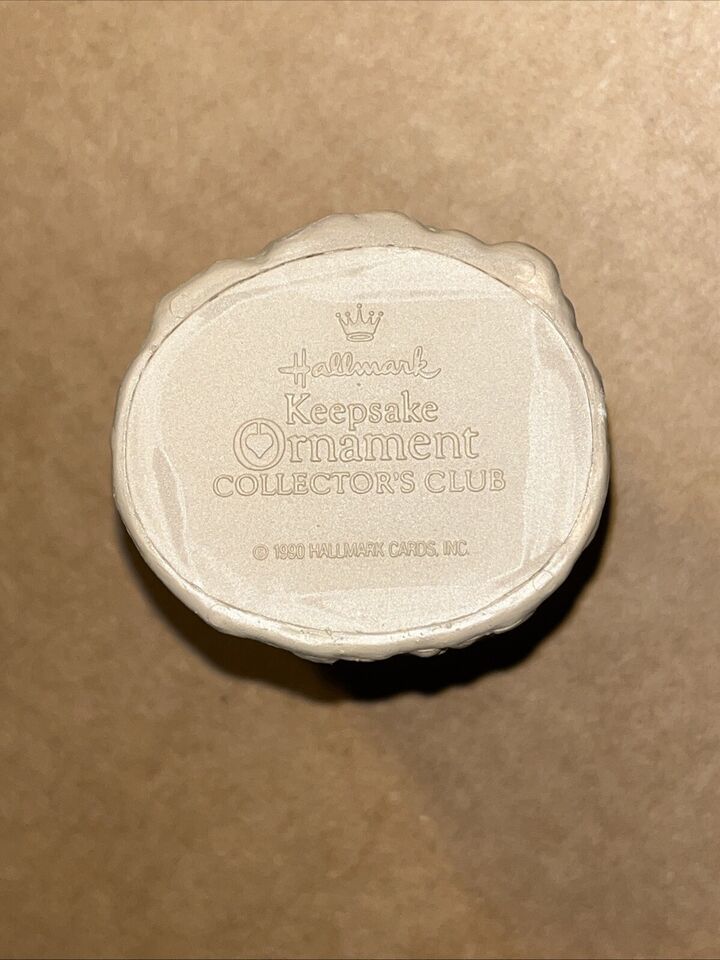 Hallmark
Keepsake
Ornament
COLLECTOR'S CLUB
© 1990 HALLMARK CARDS, INC.